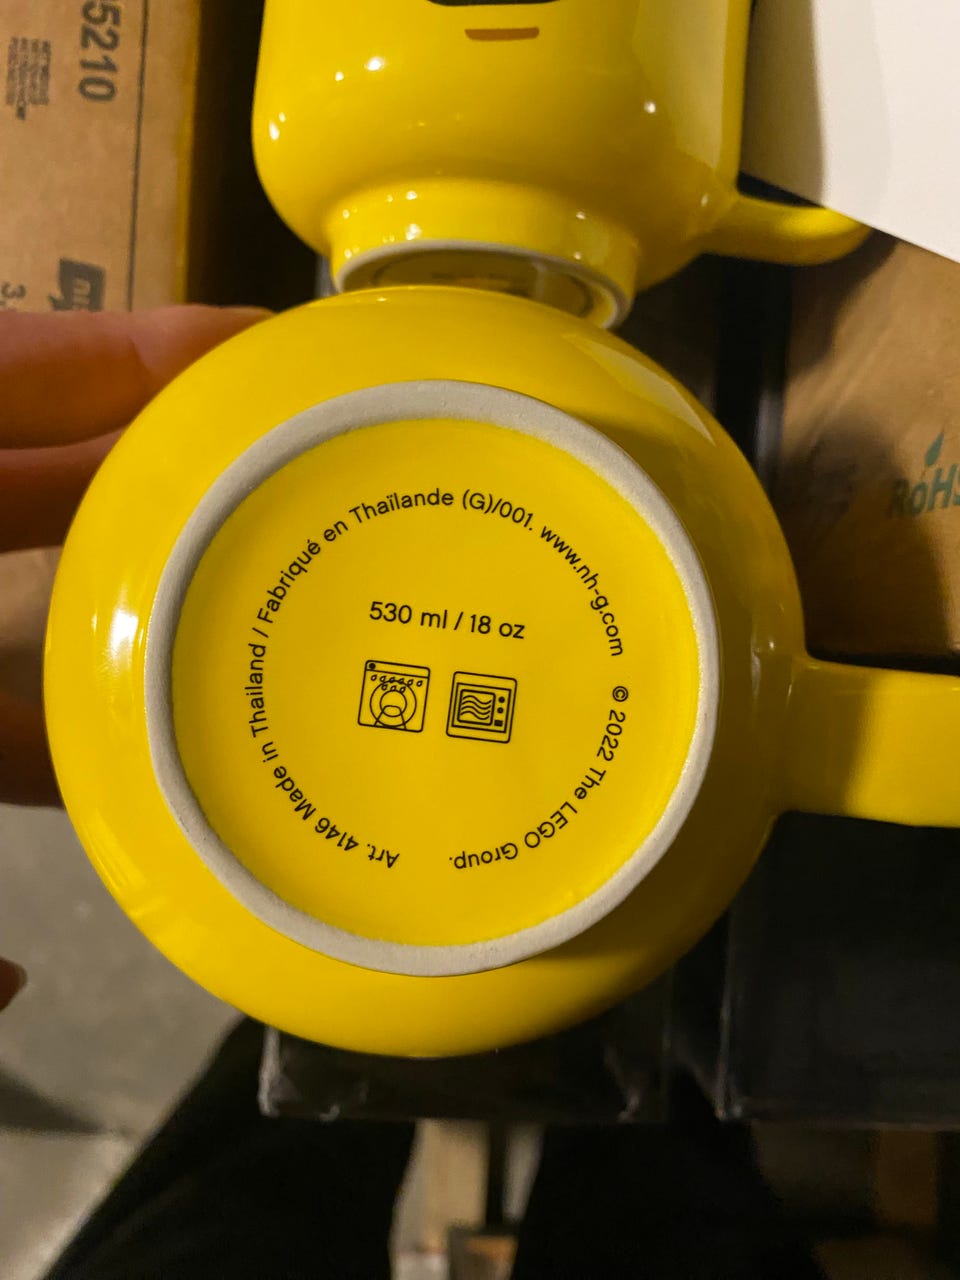 5210
Art. 4146 Made in Thailand / Fabriqué en Thaïlande (G)/001. www.nh-g.com
© 2022 The LEGO Group.
530 ml / 18 oz
RoHS